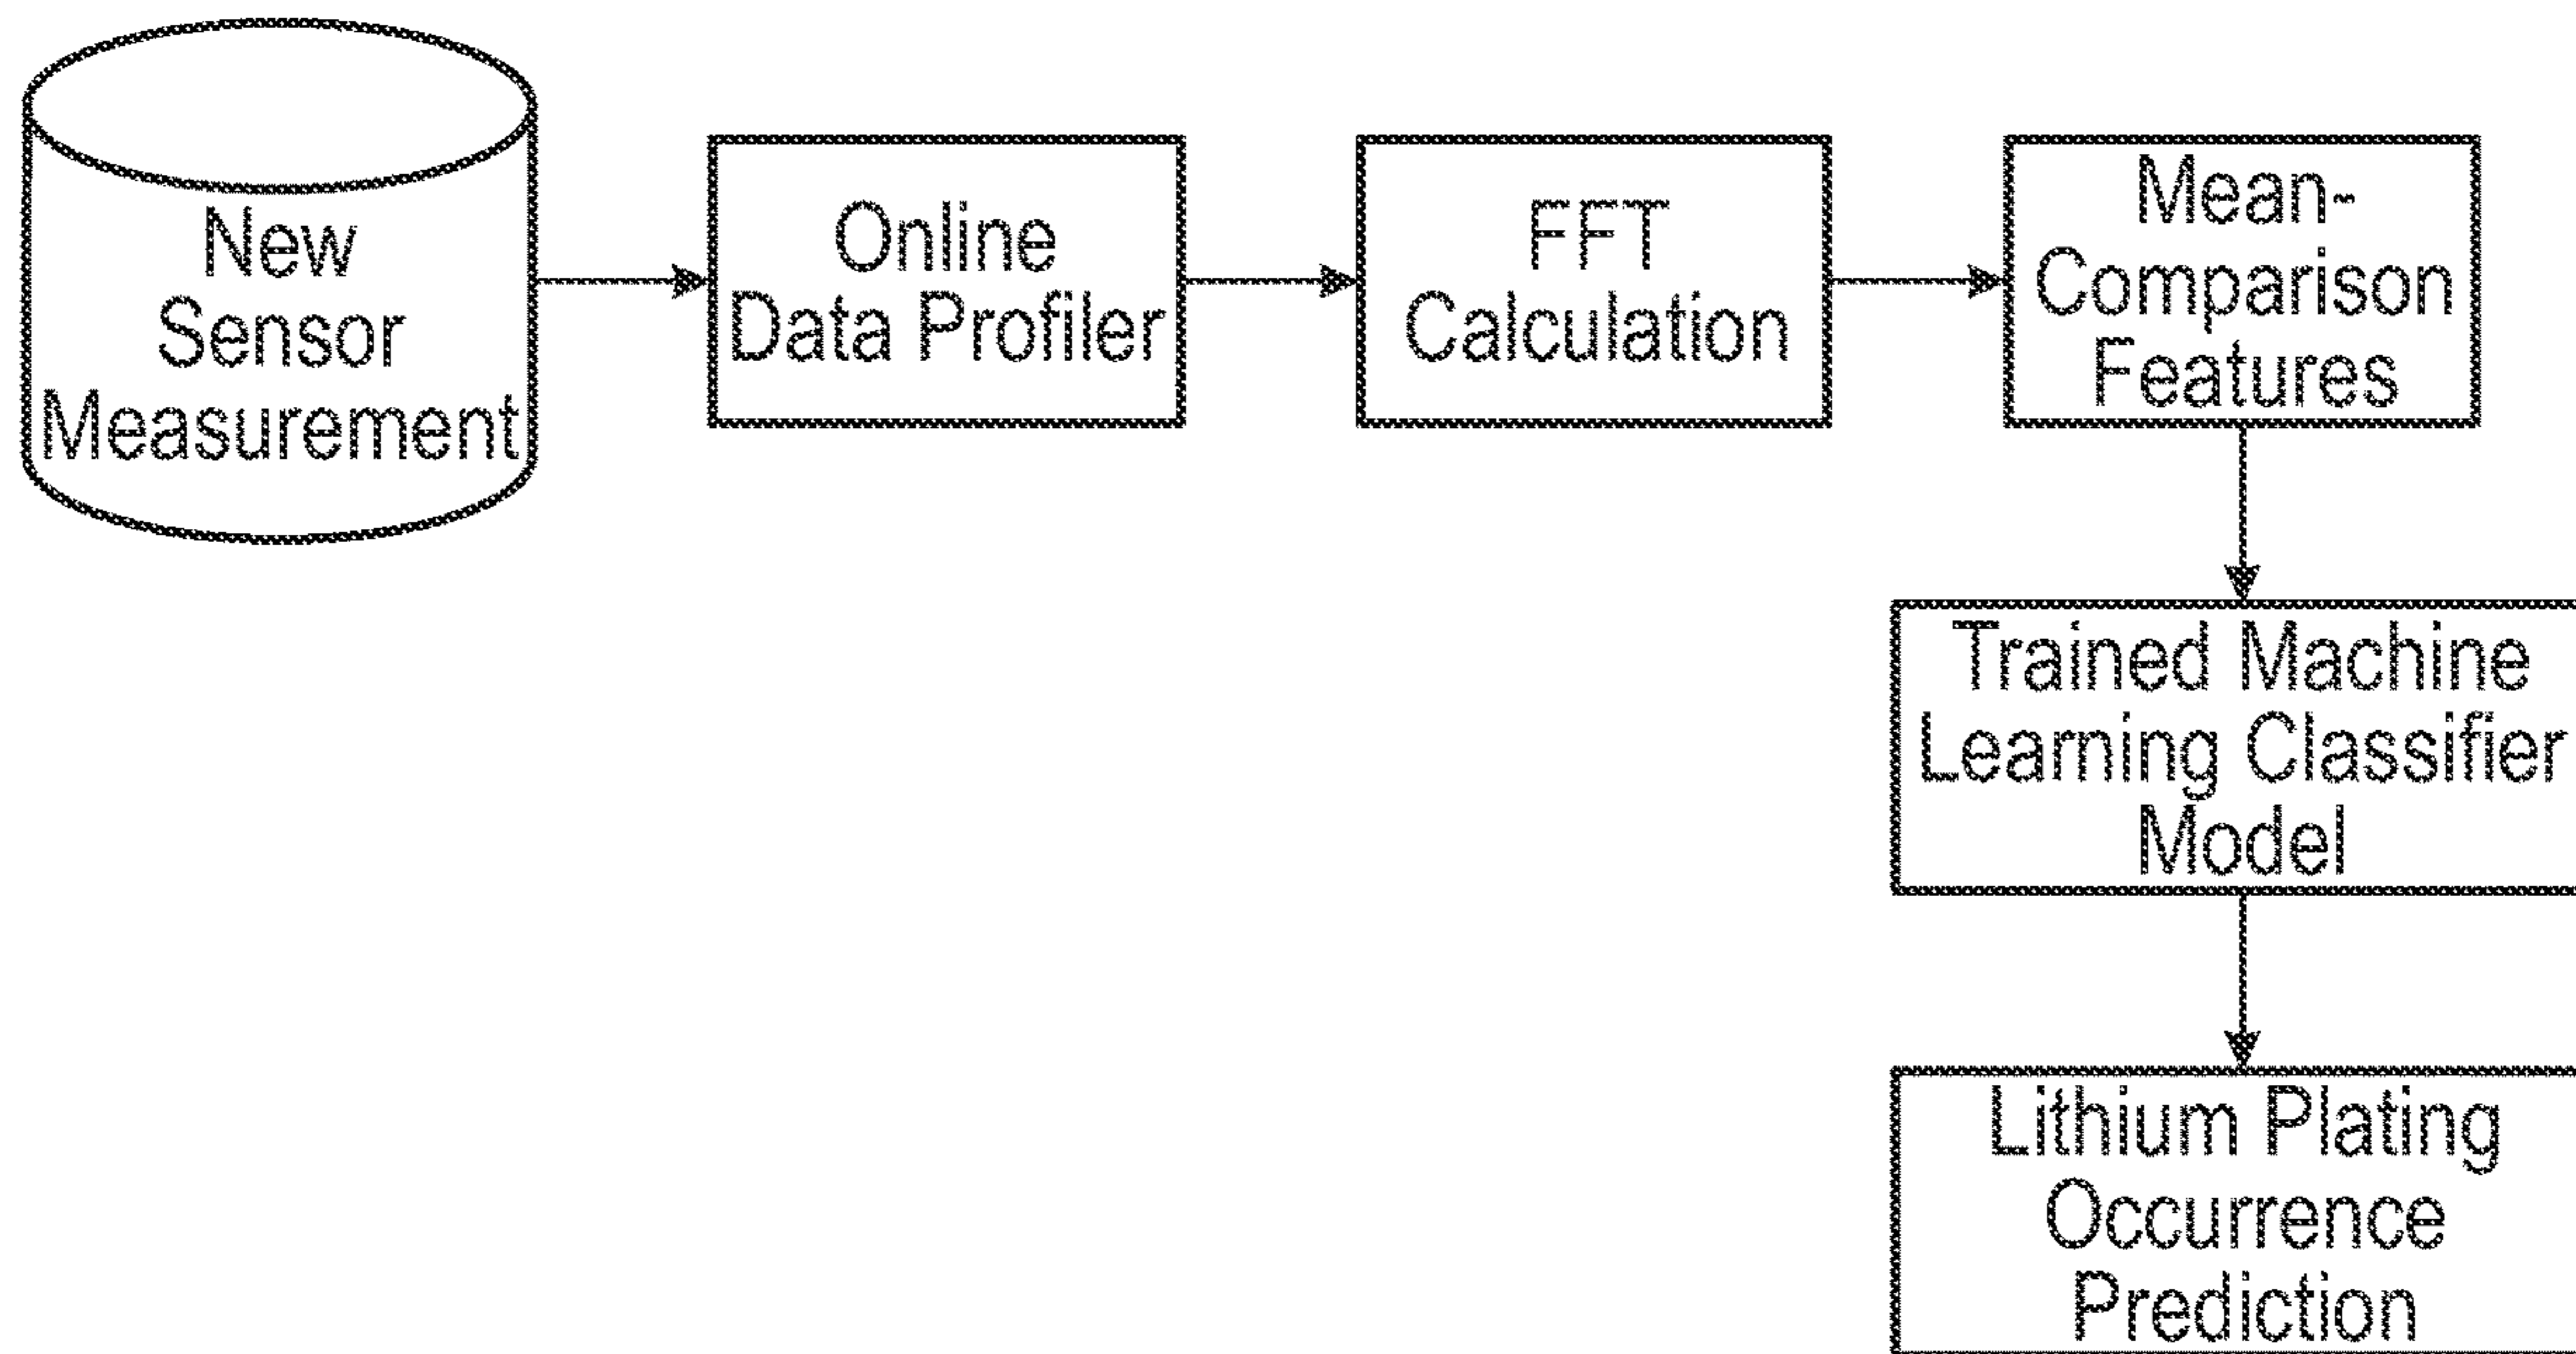 New
Sensor
Measurement
Online
Data Profiler
FFT
Calculation
Mean-
Comparison
Features
Trained Machine
Learning Classifier
Model
Lithium Plating
Occurrence
Prediction